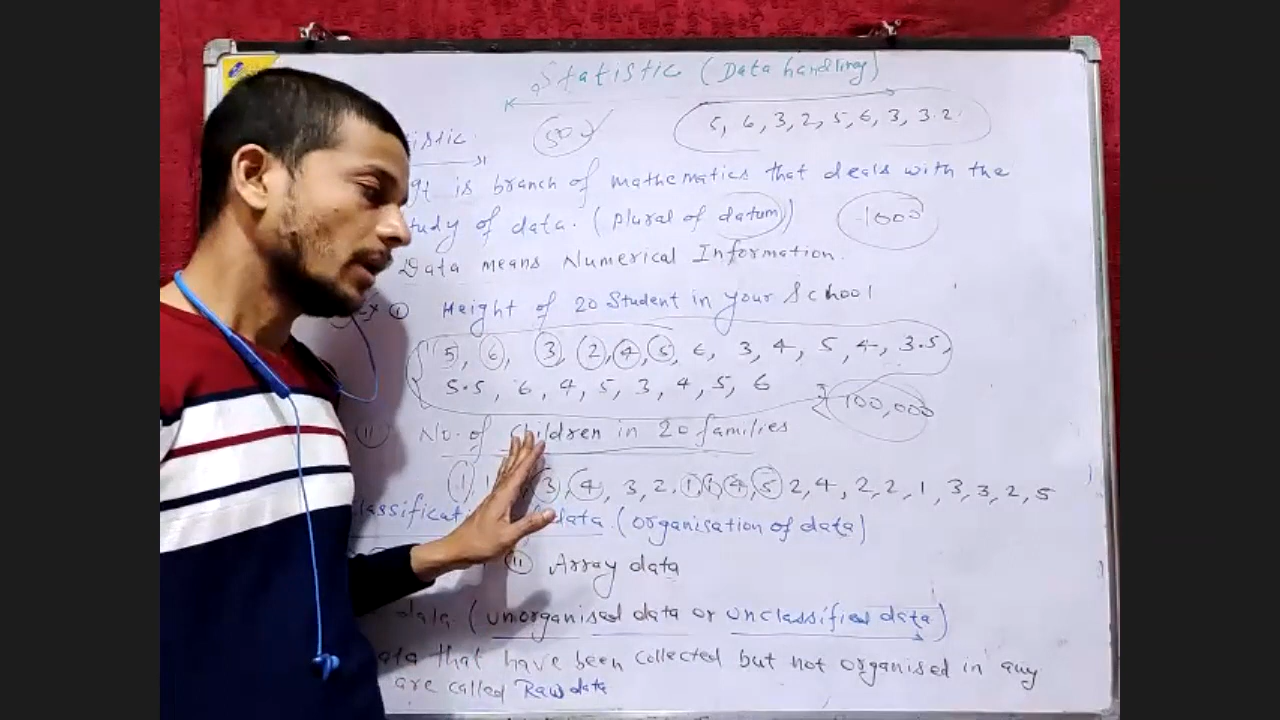 Statistic (Data handling)
5, 6, 3, 2, 5, 6, 3, 3.2
It is branch of mathematics that deals with the
of data. (Plural of datum) 1000
Data means Numerical Information.
① Height of 20 Student in your School
5, 6, 3, 2, 4, 5, 6, 3, 4, 5, 4, 3.5,
5.5, 6, 4, 5, 3, 4, 5, 6 100,000
(ii) No. of Children in 20 families
1, 3, 4, 3, 2, 1, 1, 4, 5 2, 4, 2, 2, 1, 3, 3, 2, 5
data. (organisation of data)
(ii) Array data
data (unorganised data or unclassified data)
that have been collected but not organised in any
are called Raw data